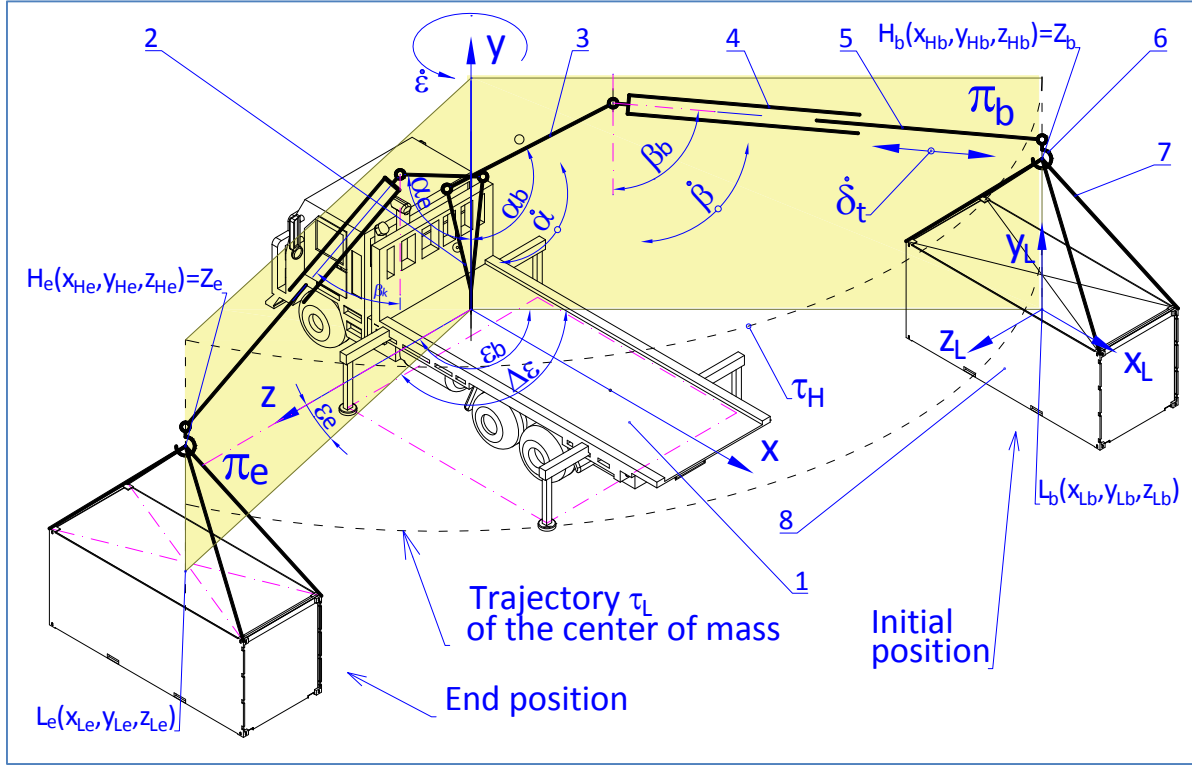 2
ε̇
y
3
4
5
H_b(x_Hb,y_Hb,z_Hb)=Z_b
6
π_b
7
α_e
α_b
α̇
β_b
β̇
δ̇_t
H_e(x_He,y_He,z_He)=Z_e
β_k
y_L
z_L
x_L
ε_b
Λε
τ_H
z
ε_e
x
π_e
L_b(x_Lb,y_Lb,z_Lb)
8
1
Trajectory τ_L
of the center of mass
Initial
position
End position
L_e(x_Le,y_Le,z_Le)